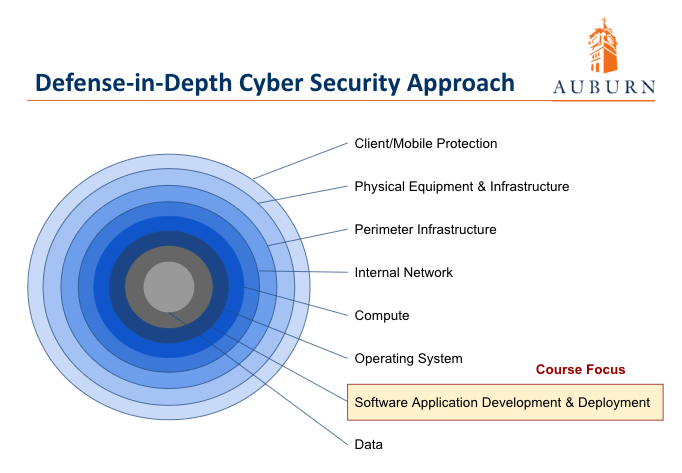 Defense-in-Depth Cyber Security Approach
AUBURN
Client/Mobile Protection
Physical Equipment & Infrastructure
Perimeter Infrastructure
Internal Network
Compute
Operating System
Course Focus
Software Application Development & Deployment
Data